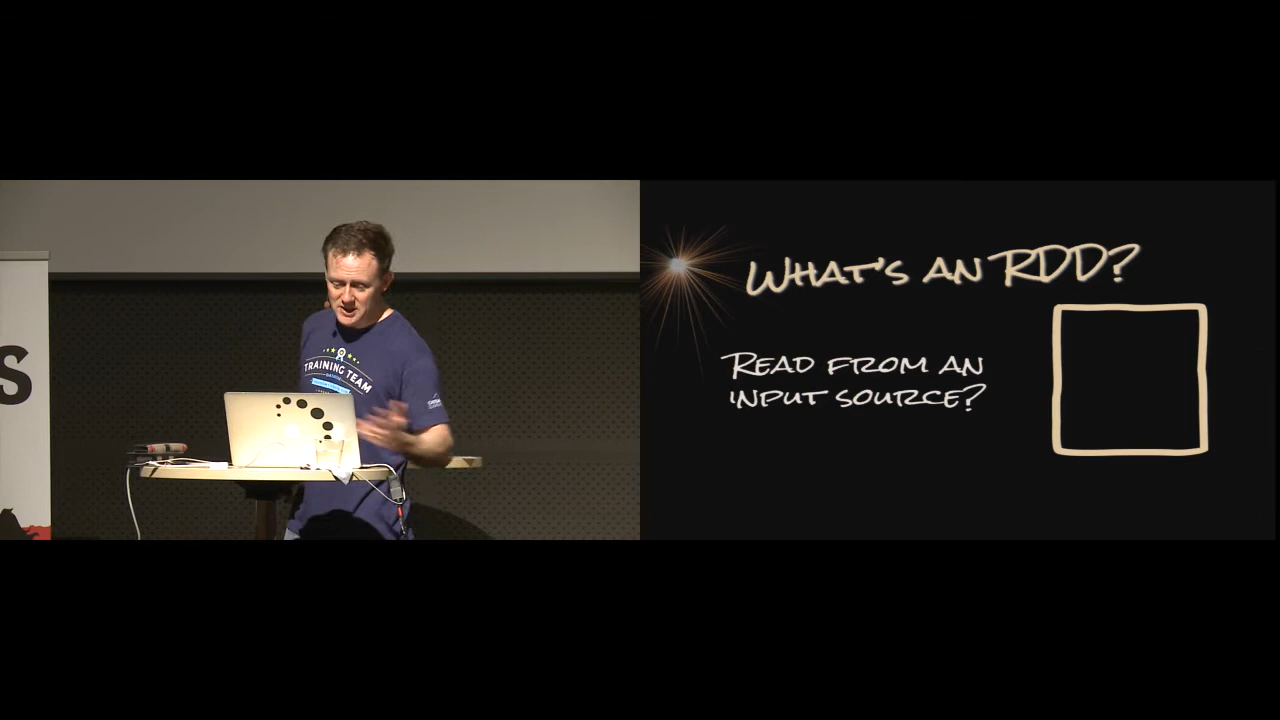 S
TRAINING TEAM
WHAT'S AN RDD?
READ FROM AN
INPUT SOURCE?